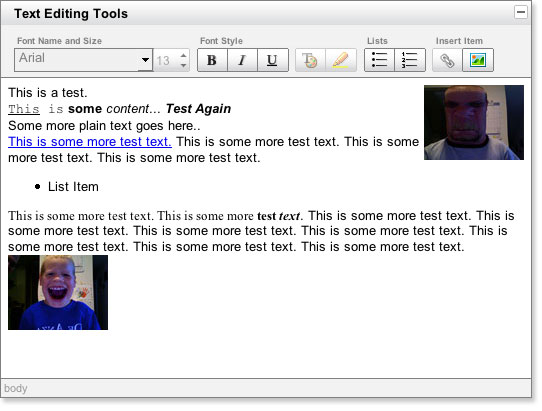 Text Editing Tools
Font Name and Size Font Style Lists Insert Item
Arial 13 B I U
This is a test.
This is some content... Test Again
Some more plain text goes here..
This is some more test text. This is some more test text. This is some
more test text. This is some more test text.
• List Item
This is some more test text. This is some more test text. This is some more test text. This is
some more test text. This is some more test text. This is some more test text. This is
some more test text. This is some more test text. This is some more test text.
body